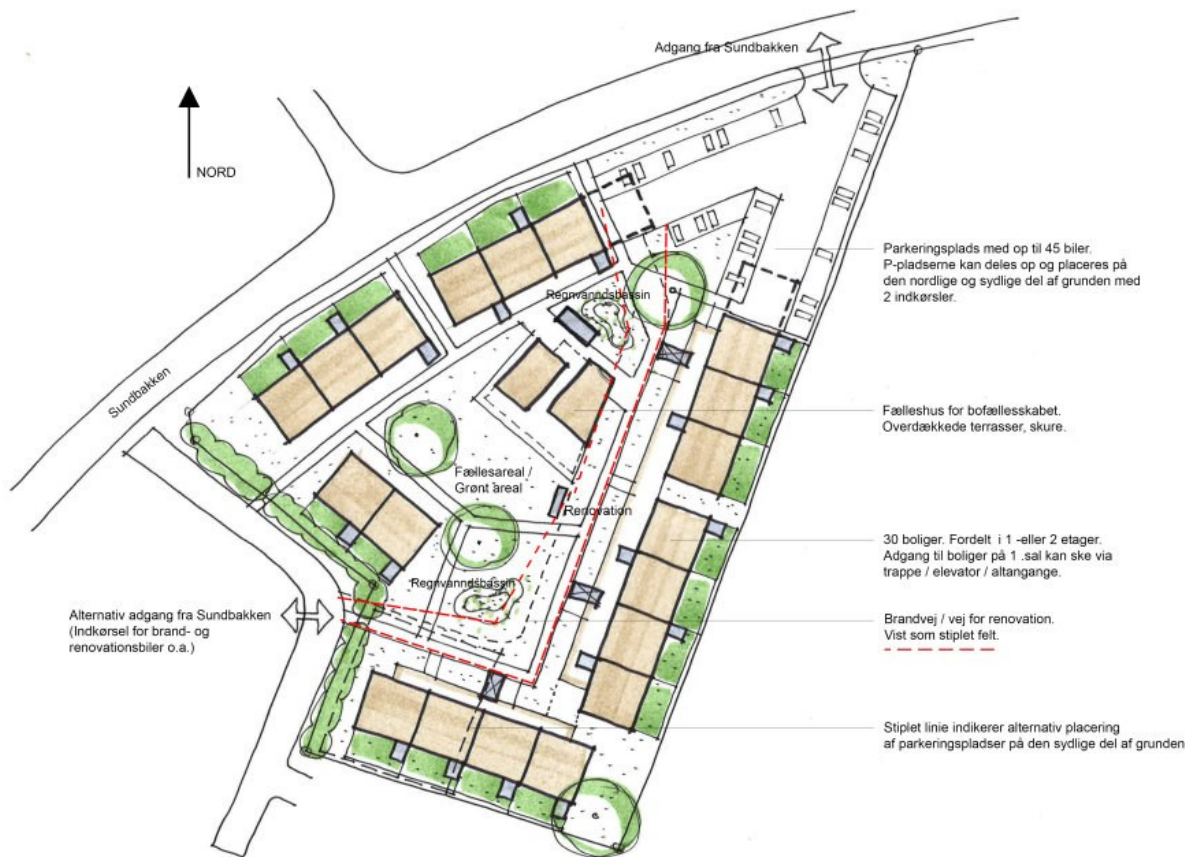 Adgang fra Sundbakken
NORD
Parkeringsplads med op til 45 biler.
P-pladserne kan deles op og placeres på
den nordlige og sydlige del af grunden med
2 indkørsler.
Regnvanndsbassin
Sundbakken
Fælleshus for bofællesskabet.
Overdækkede terrasser, skure.
Fællesareal /
Grønt areal
Renovation
30 boliger. Fordelt i 1 -eller 2 etager.
Adgang til boliger på 1 .sal kan ske via
trappe / elevator / altangange.
Regnvanndsbassin
Alternativ adgang fra Sundbakken
(Indkørsel for brand- og
renovationsbiler o.a.)
Brandvej / vej for renovation.
Vist som stiplet felt.
Stiplet linie indikerer alternativ placering
af parkeringspladser på den sydlige del af grunden